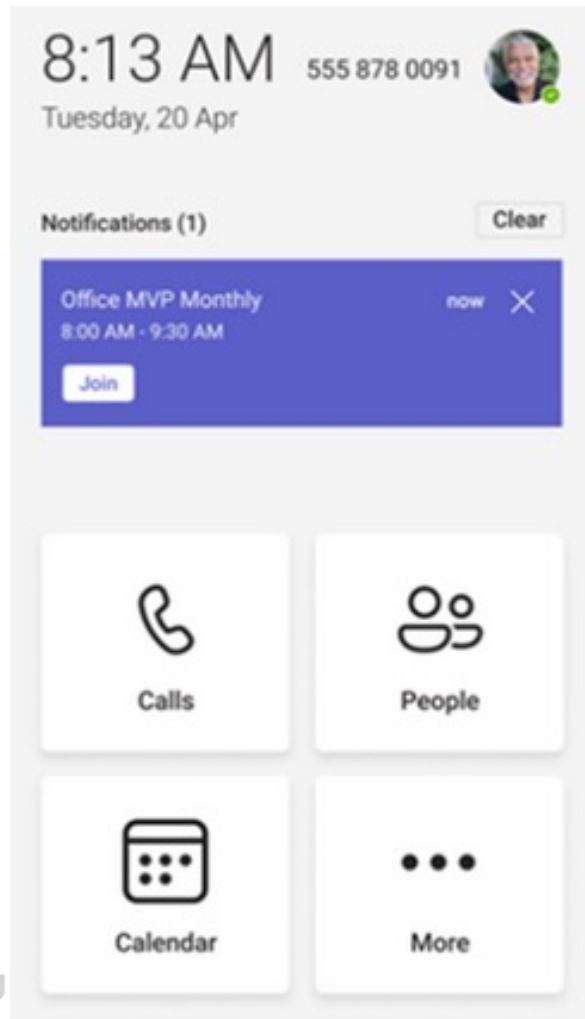 8:13 AM
555 878 0091
Tuesday, 20 Apr
Notifications (1)
Clear
Office MVP Monthly
now
8:00 AM - 9:30 AM
Join
Calls
People
Calendar
More